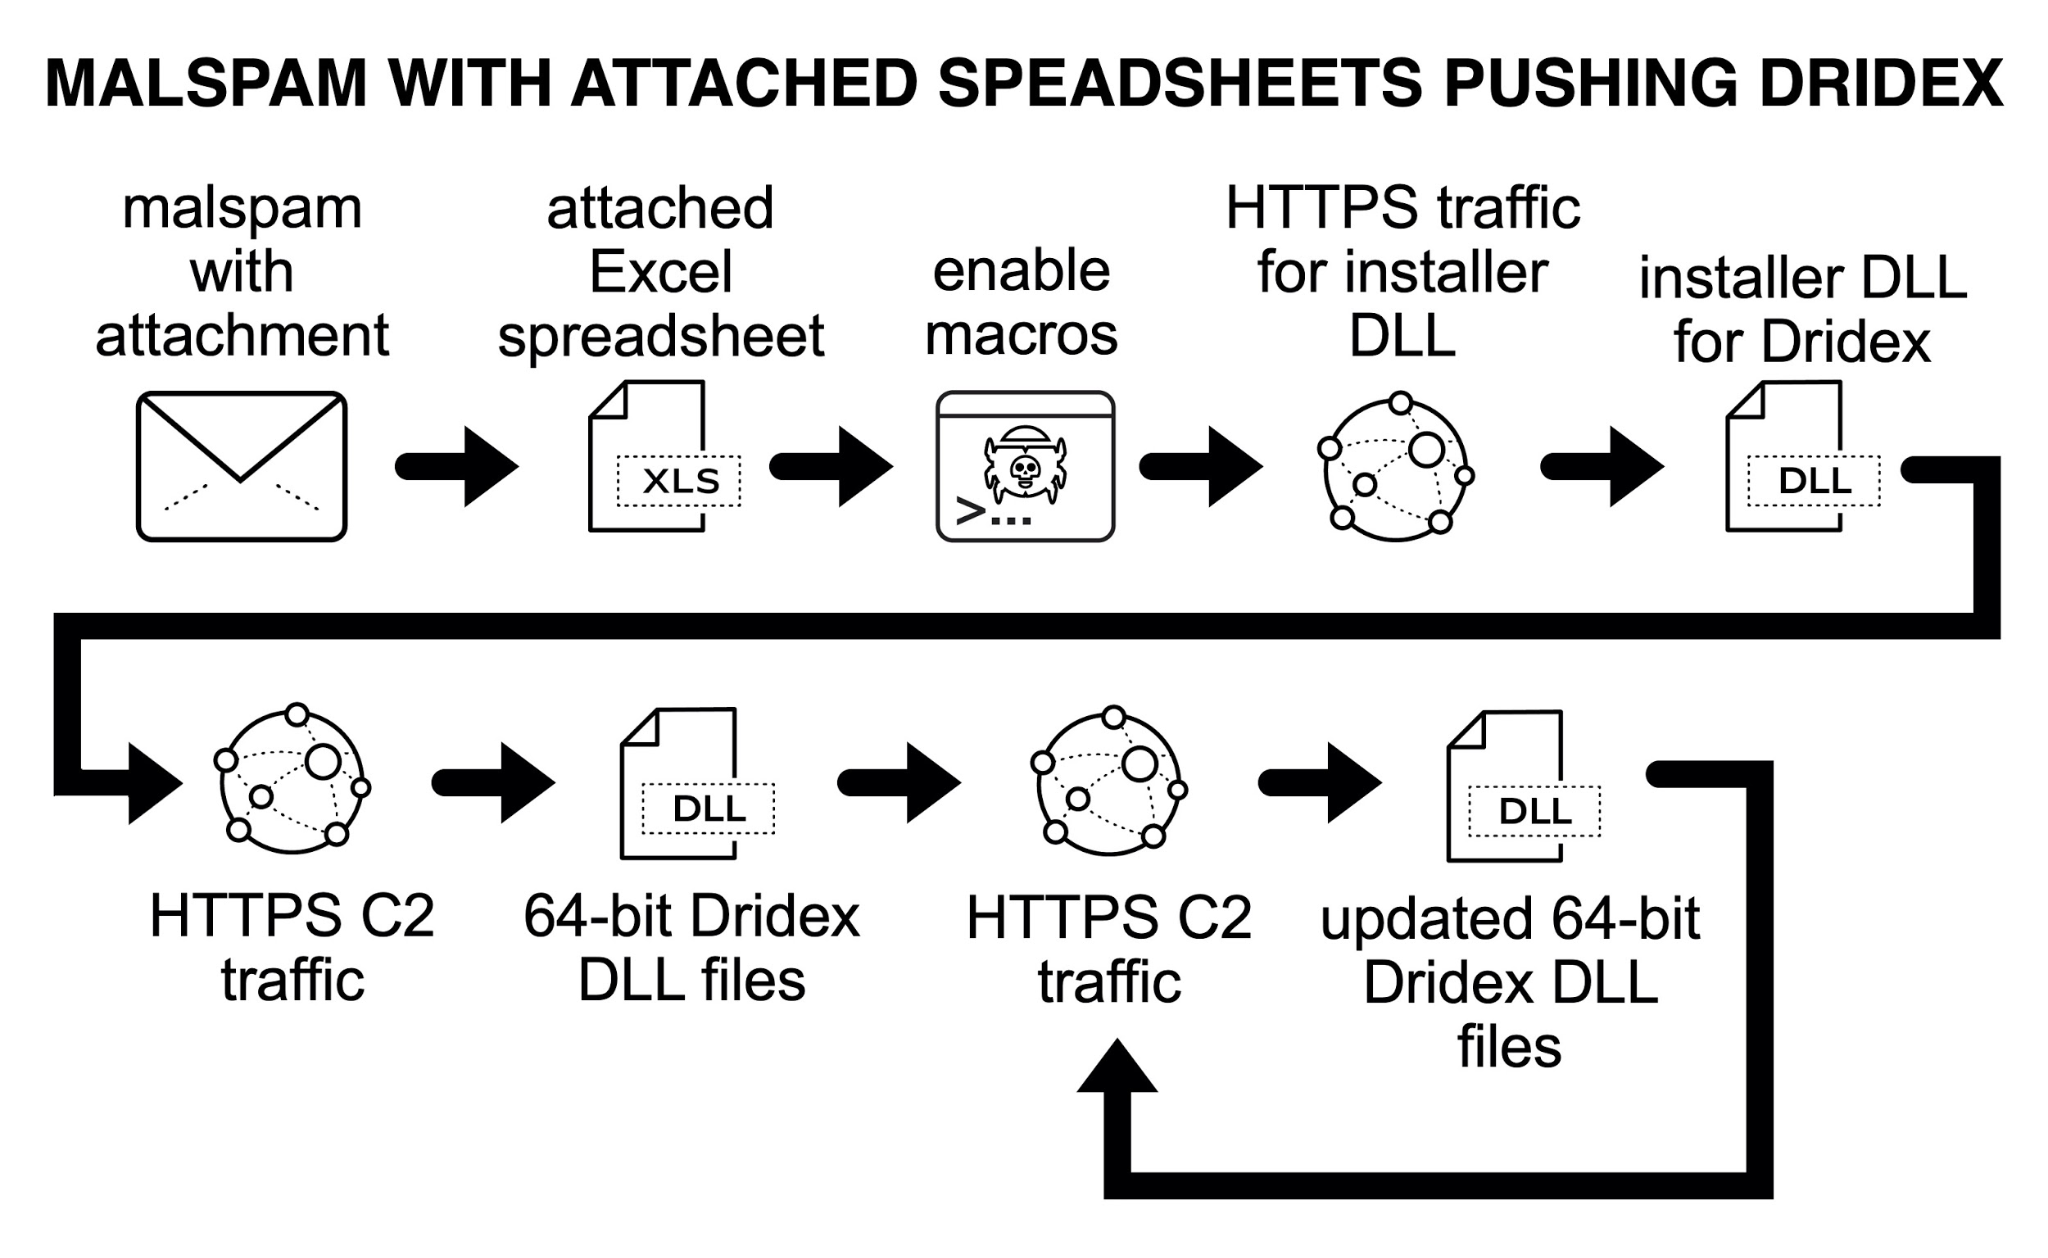 MALSPAM WITH ATTACHED SPEADSHEETS PUSHING DRIDEX
malspam
with
attachment
attached
Excel
spreadsheet
enable
macros
HTTPS traffic
for installer
DLL
installer DLL
for Dridex
XLS
>...
DLL
HTTPS C2
traffic
DLL
64-bit Dridex
DLL files
HTTPS C2
traffic
DLL
updated 64-bit
Dridex DLL
files